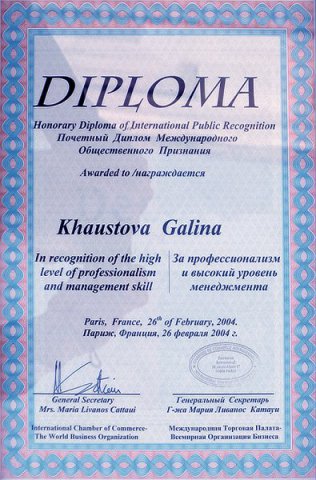 DIPLOMA
Honorary Diploma of International Public Recognition
Почетный Диплом Международного
Общественного Признания
Awarded to /награждается
Khaustova Galina
In recognition of the high
level of professionalism
and management skill
За профессионализм
и высокий уровень
менеджмента
Paris, France, 26th of February, 2004.
Париж, Франция, 26 февраля 2004 г.
General Secretary
Mrs. Maria Livanos Cattaui
Генеральный Секретарь
Г-жа Мария Ливанос Катауи
International Chamber of Commerce-
The World Business Organization
Международная Торговая Палата-
Всемирная Организация Бизнеса